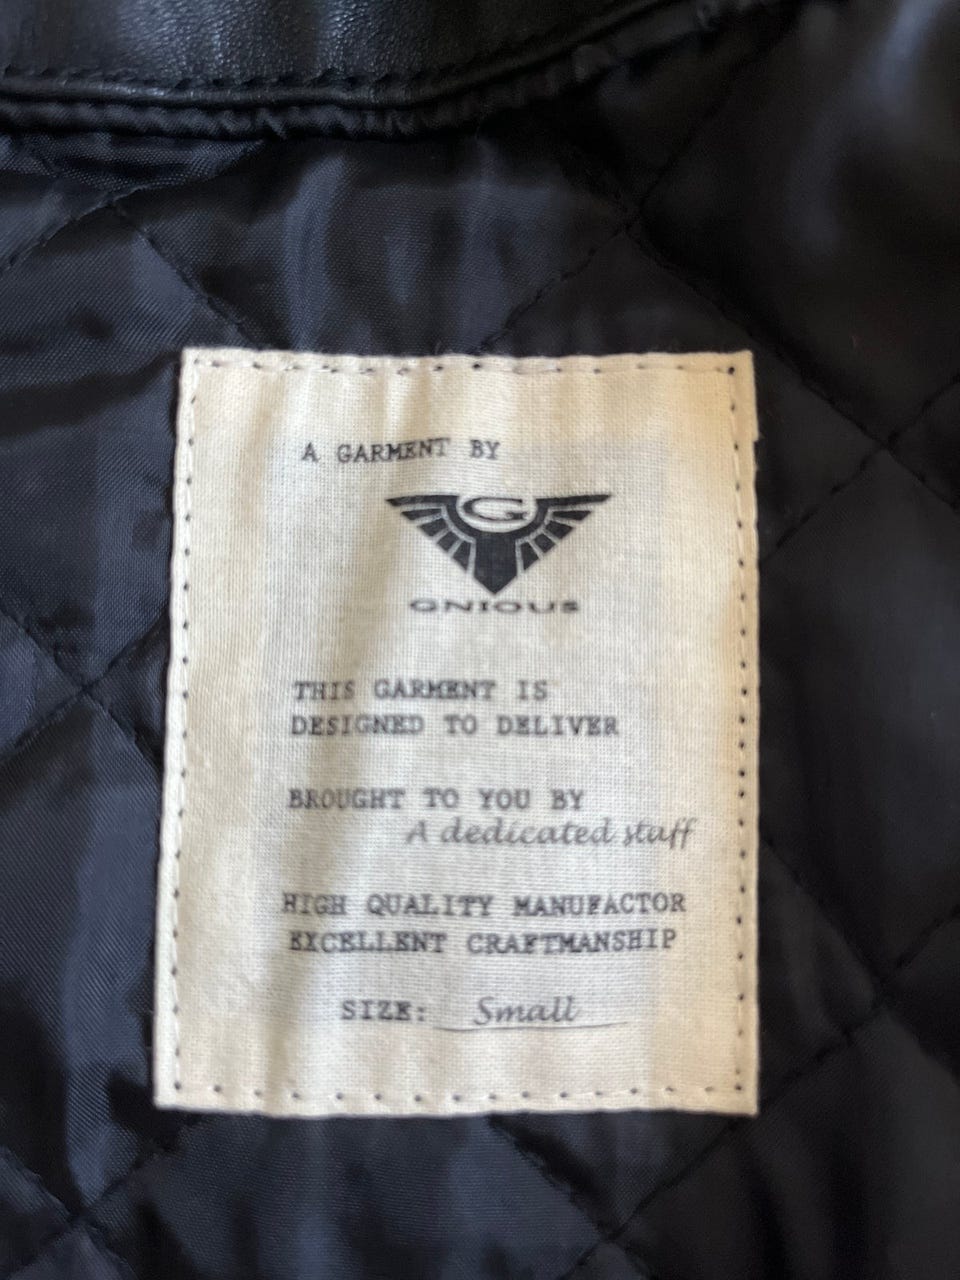 A GARMENT BY
G
GNIOUS
THIS GARMENT IS
DESIGNED TO DELIVER
BROUGHT TO YOU BY
A dedicated staff
HIGH QUALITY MANUFACTOR
EXCELLENT CRAFTMANSHIP
SIZE: Small